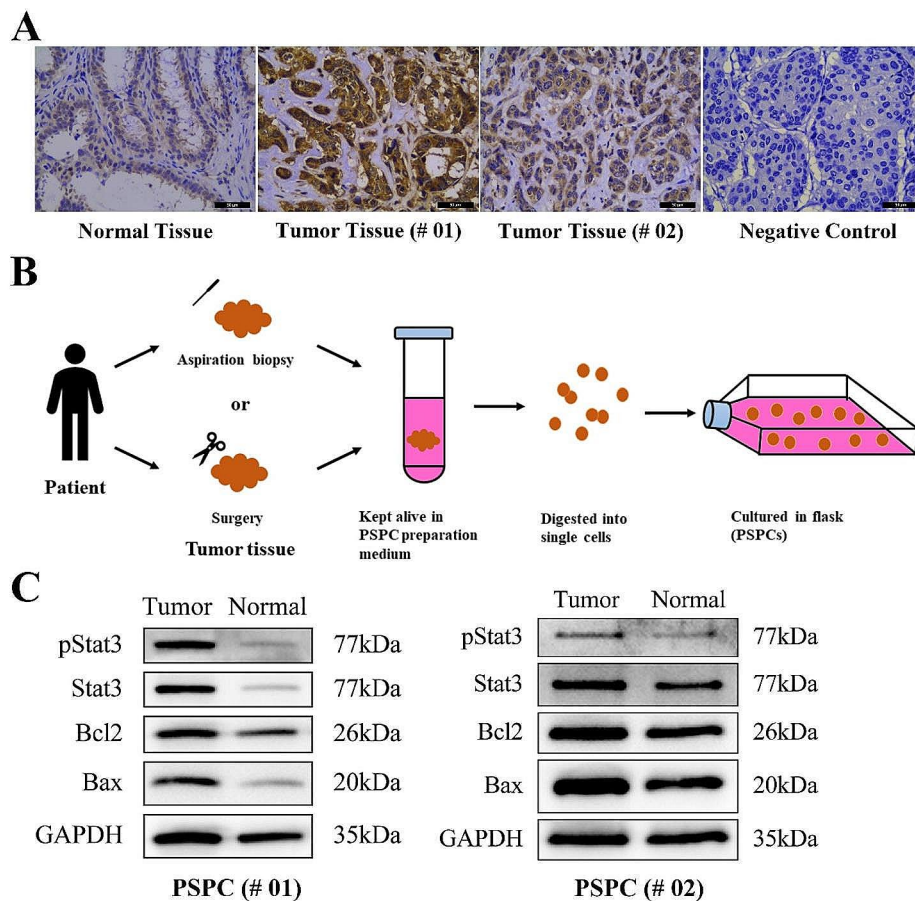 A
Normal Tissue
Tumor Tissue (# 01)
Tumor Tissue (# 02)
Negative Control
B
Patient
Aspiration biopsy
or
Surgery
Tumor tissue
Kept alive in
PSPC preparation
medium
Digested into
single cells
Cultured in flask
(PSPCs)
C
Tumor Normal
pStat3 77kDa
Stat3 77kDa
Bcl2 26kDa
Bax 20kDa
GAPDH 35kDa
PSPC (# 01)
Tumor Normal
pStat3 77kDa
Stat3 77kDa
Bcl2 26kDa
Bax 20kDa
GAPDH 35kDa
PSPC (# 02)